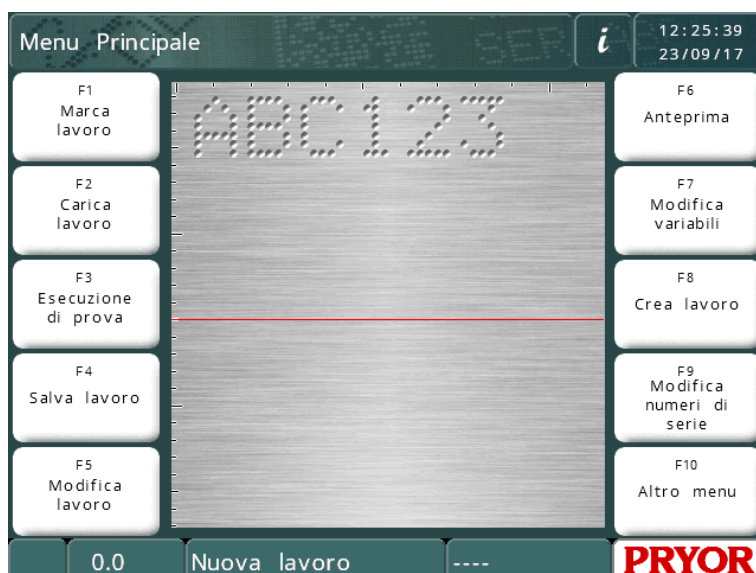 Menu Principale
i
12:25:39
23/09/17
F1
Marca
lavoro
F2
Carica
lavoro
F3
Esecuzione
di prova
F4
Salva lavoro
F5
Modifica
lavoro
ABC123
F6
Anteprima
F7
Modifica
variabili
F8
Crea lavoro
F9
Modifica
numeri di
serie
F10
Altro menu
0.0
Nuova lavoro
----
PRYOR